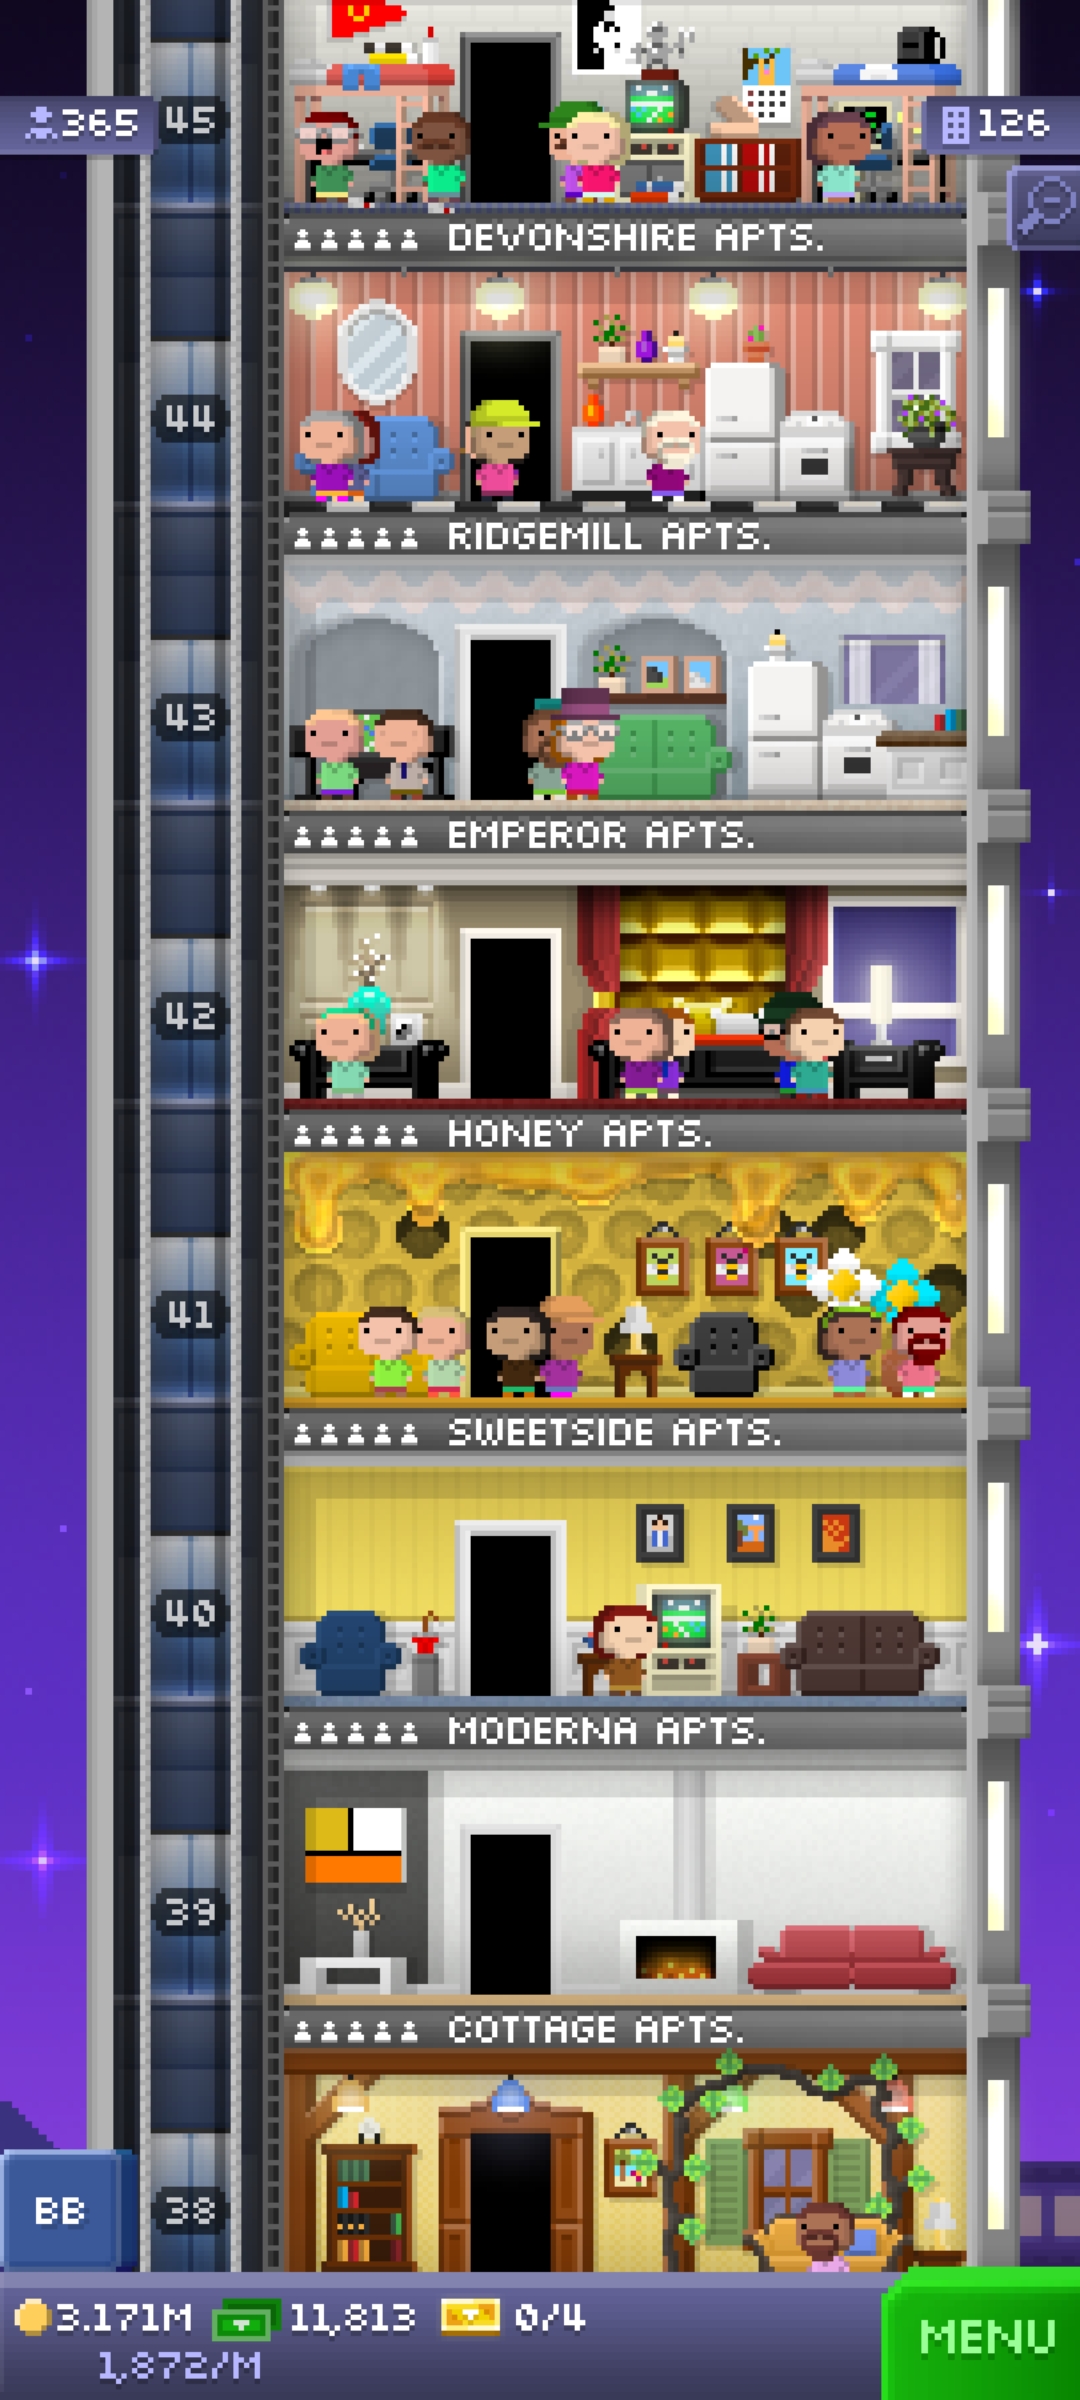 365
45
126
DEVONSHIRE APTS.
44
RIDGEMILL APTS.
43
EMPEROR APTS.
42
HONEY APTS.
41
SWEETSIDE APTS.
40
MODERNA APTS.
39
COTTAGE APTS.
BB
38
3.171M
11,813
0/4
1,872/M
MENU